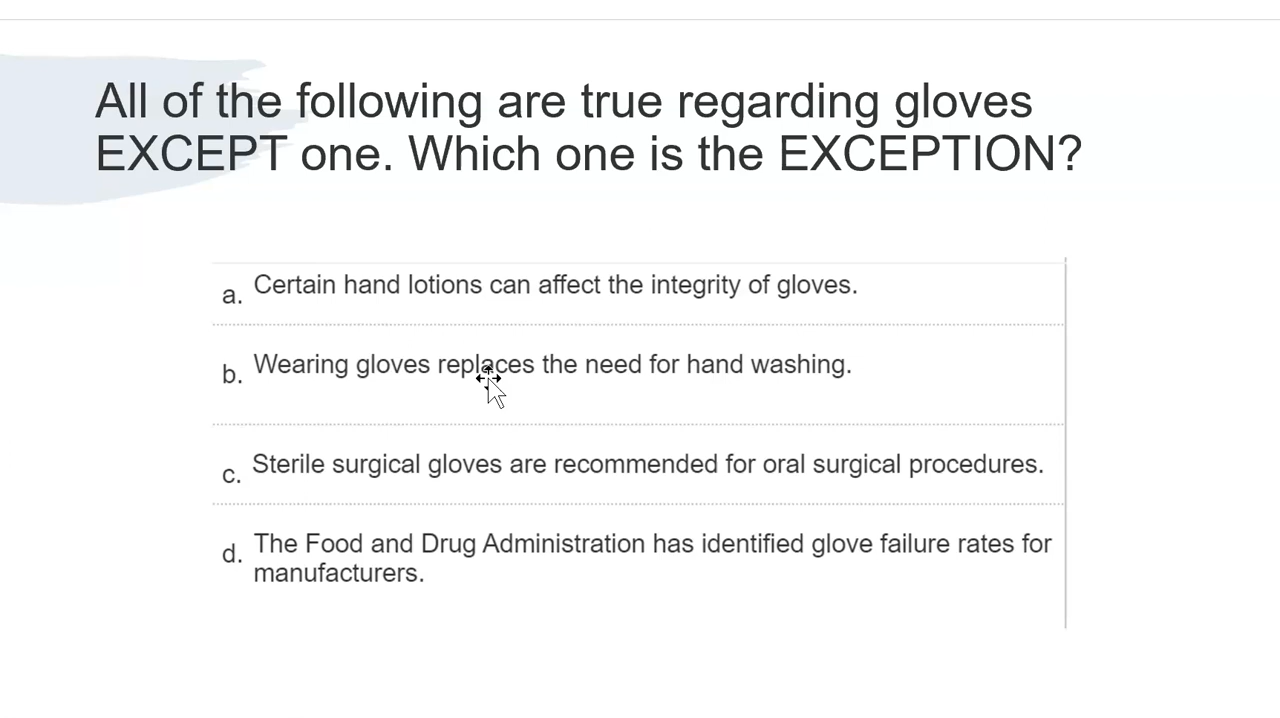 All of the following are true regarding gloves
EXCEPT one. Which one is the EXCEPTION?
a. Certain hand lotions can affect the integrity of gloves.
b. Wearing gloves replaces the need for hand washing.
c. Sterile surgical gloves are recommended for oral surgical procedures.
d. The Food and Drug Administration has identified glove failure rates for
manufacturers.